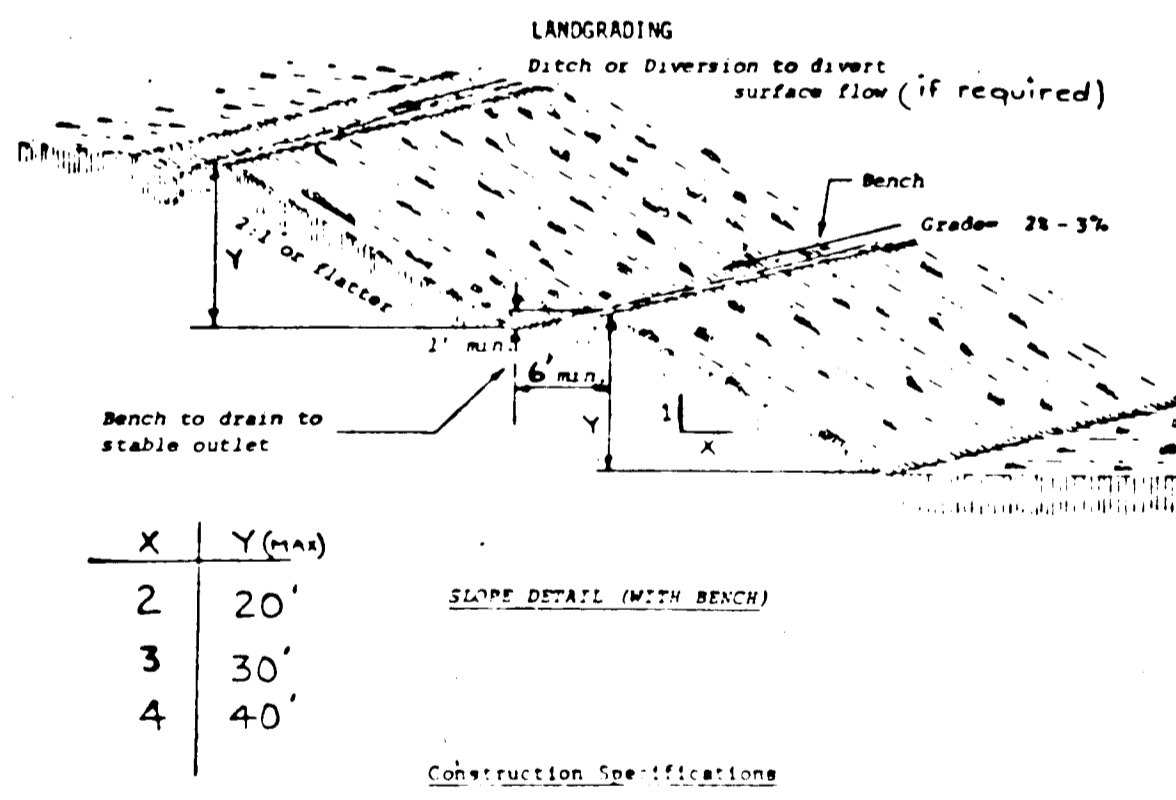 LANDGRADING
Ditch or Diversion to divert
surface flow (if required)
Bench
Grade= 2% - 3%
Y
2:1 or flatter
1' min.
6' min.
Bench to drain to
stable outlet
Y
1
X
X Y (MAX)
2 20'
3 30'
4 40'
SLOPE DETAIL (WITH BENCH)
Construction Specifications